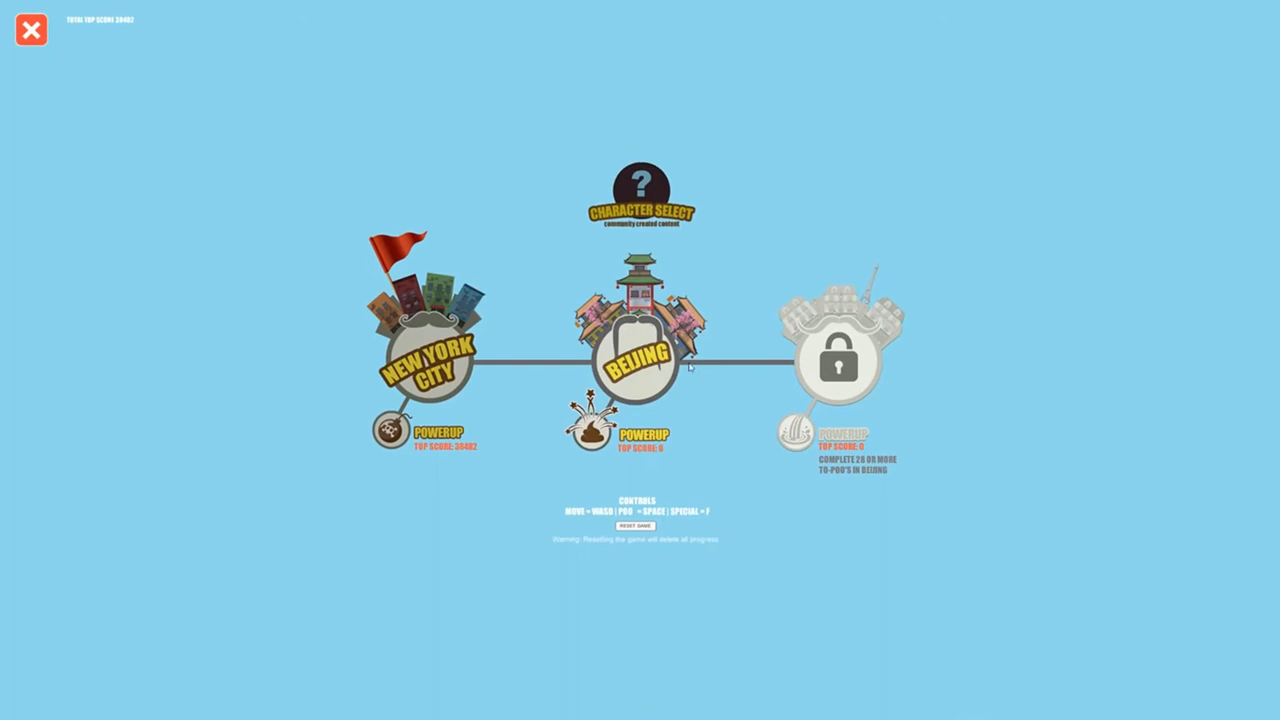 TOTAL TOP SCORE 38482
?
CHARACTER SELECT
community created content
NEW YORK
CITY
BEIJING
POWERUP
TOP SCORE: 38482
POWERUP
TOP SCORE: 0
POWERUP
TOP SCORE: 0
COMPLETE 28 OR MORE
TO-POO'S IN BEIJING
CONTROLS
MOVE = WASD | POO = SPACE | SPECIAL = F
RESET GAME
Warning: Resetting the game will delete all progress